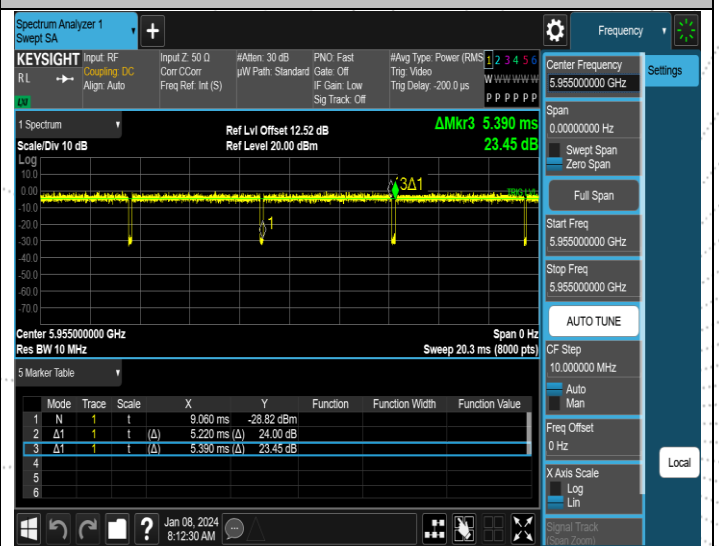 Spectrum Analyzer 1
Swept SA
+
Frequency
KEYSIGHT
RL
LXI
Input: RF
Coupling: DC
Align: Auto
Input Z: 50 Ω
Corr CCorr
Freq Ref: Int (S)
#Atten: 30 dB
µW Path: Standard
PNO: Fast
Gate: Off
IF Gain: Low
Sig Track: Off
#Avg Type: Power (RMS
Trig: Video
Trig Delay: -200.0 µs
1 2 3 4 5 6
W W W W W W
P P P P P P
1 Spectrum
Scale/Div 10 dB
Ref Lvl Offset 12.52 dB
Ref Level 20.00 dBm
ΔMkr3 5.390 ms
23.45 dB
Log
10.0
0.00
-10.0
-20.0
-30.0
-40.0
-50.0
-60.0
-70.0
3Δ1
1
TRIG LVL
Center 5.955000000 GHz
Res BW 10 MHz
Span 0 Hz
Sweep 20.3 ms (8000 pts)
5 Marker Table
Mode Trace Scale X Y Function Function Width Function Value
1 N 1 t 9.060 ms -28.82 dBm
2 Δ1 1 t (Δ) 5.220 ms (Δ) 24.00 dB
3 Δ1 1 t (Δ) 5.390 ms (Δ) 23.45 dB
4
5
6
?
Jan 08, 2024
8:12:30 AM
Center Frequency
5.955000000 GHz
Span
0.00000000 Hz
Swept Span
Zero Span
Full Span
Start Freq
5.955000000 GHz
Stop Freq
5.955000000 GHz
AUTO TUNE
CF Step
10.000000 MHz
Auto
Man
Freq Offset
0 Hz
X Axis Scale
Log
Lin
Signal Track
(Span Zoom)
Settings
Local